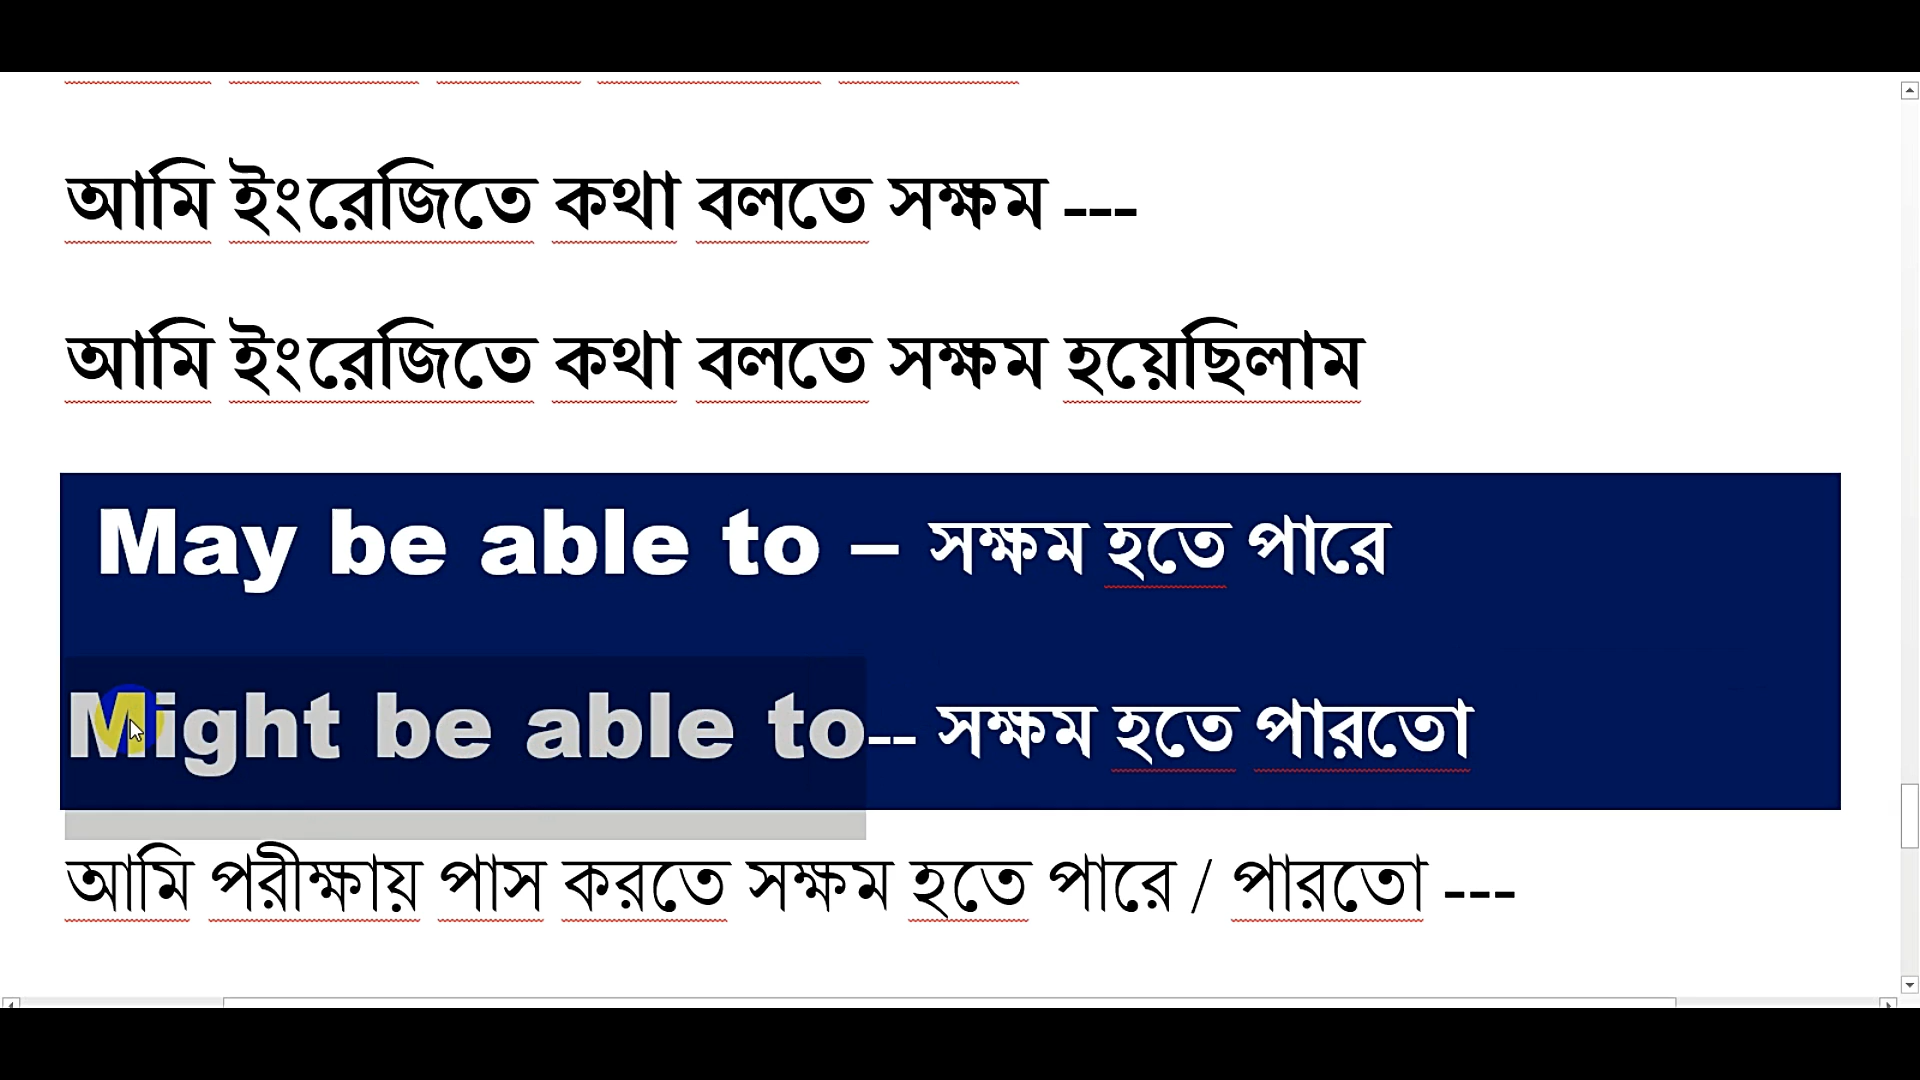 আমি ইংরেজিতে কথা বলতে সক্ষম ---
আমি ইংরেজিতে কথা বলতে সক্ষম হয়েছিলাম
May be able to – সক্ষম হতে পারে
Might be able to-- সক্ষম হতে পারতো
আমি পরীক্ষায় পাস করতে সক্ষম হতে পারে / পারতো ---